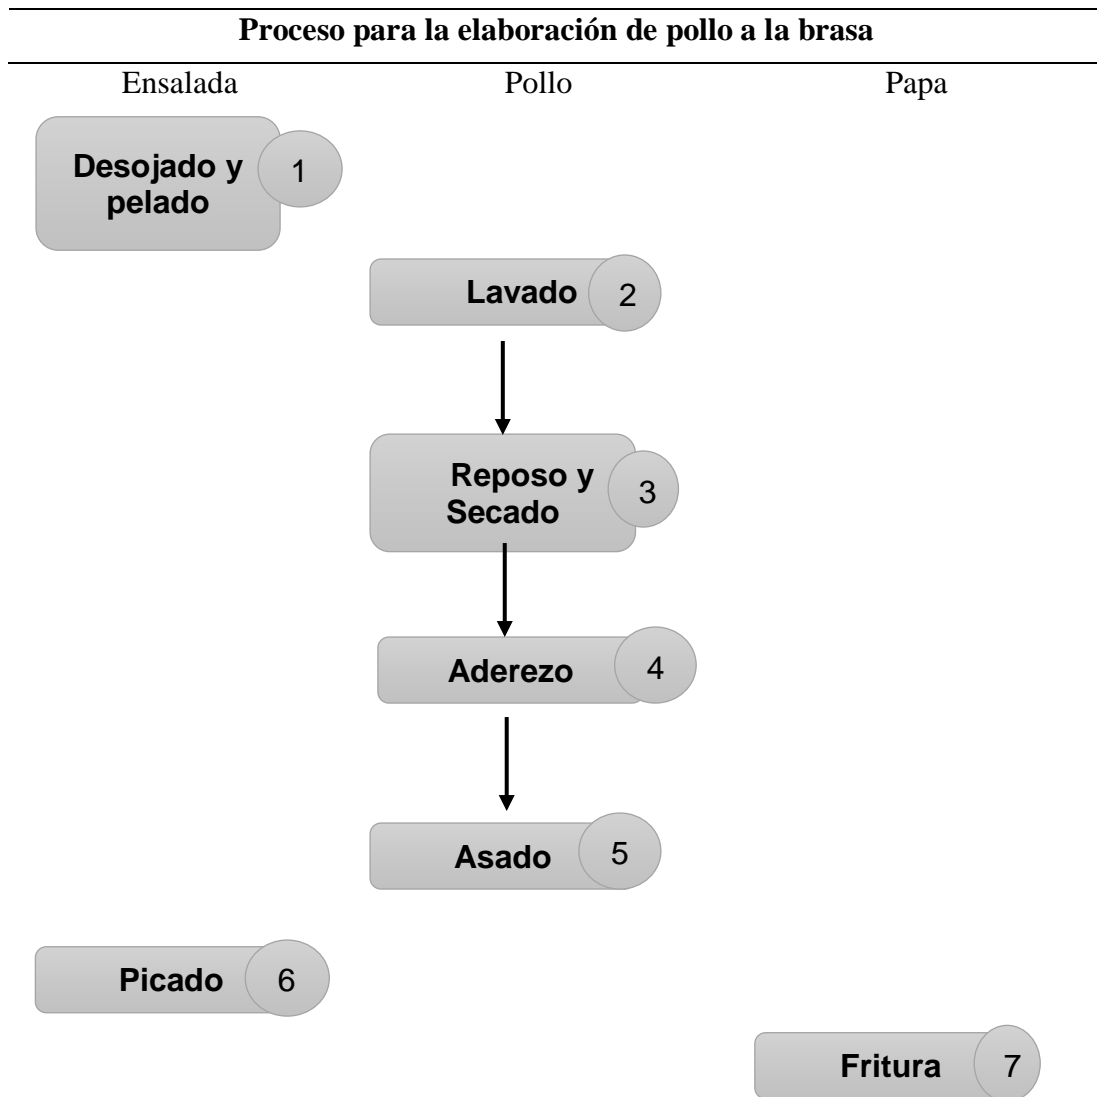 Proceso para la elaboración de pollo a la brasa
Ensalada Pollo Papa
Desojado y
pelado
1
Lavado 2
Reposo y
Secado
3
Aderezo 4
Asado 5
Picado 6
Fritura 7